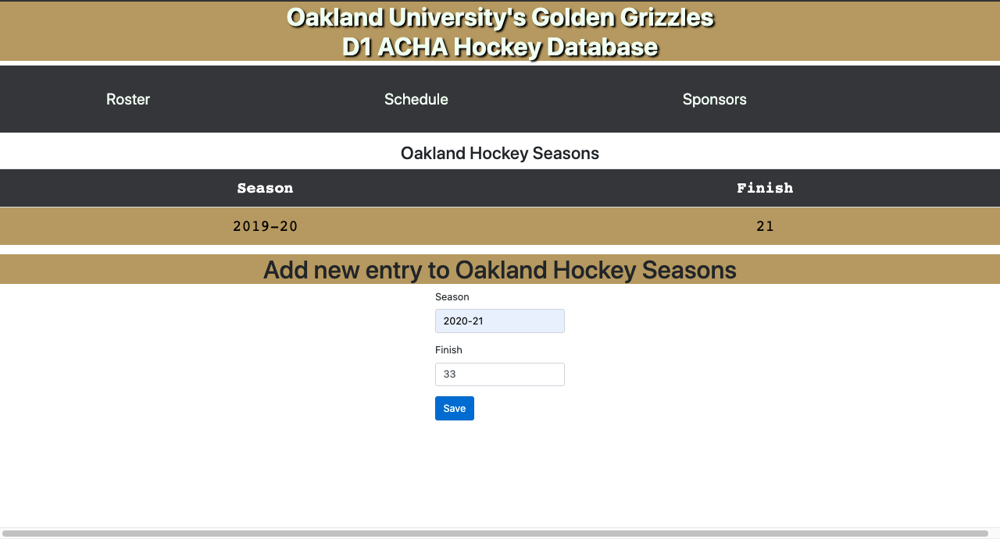 Oakland University's Golden Grizzles
D1 ACHA Hockey Database
Roster Schedule Sponsors
Oakland Hockey Seasons
Season Finish
2019-20 21
Add new entry to Oakland Hockey Seasons
Season
2020-21
Finish
33
Save